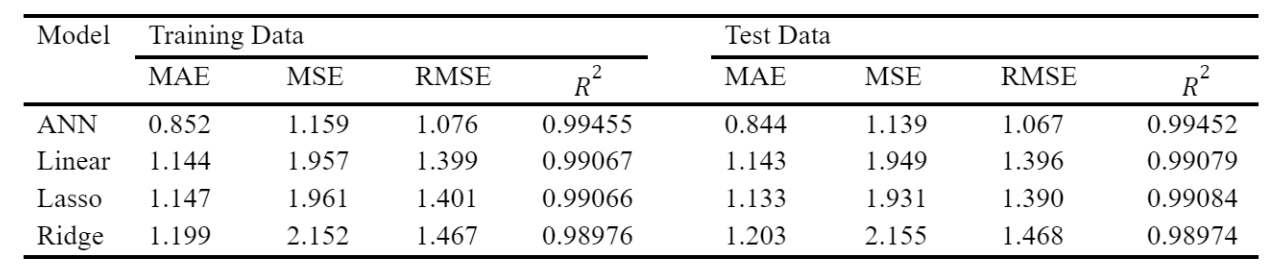 Model Training Data Test Data
MAE MSE RMSE R² MAE MSE RMSE R²
ANN 0.852 1.159 1.076 0.99455 0.844 1.139 1.067 0.99452
Linear 1.144 1.957 1.399 0.99067 1.143 1.949 1.396 0.99079
Lasso 1.147 1.961 1.401 0.99066 1.133 1.931 1.390 0.99084
Ridge 1.199 2.152 1.467 0.98976 1.203 2.155 1.468 0.98974